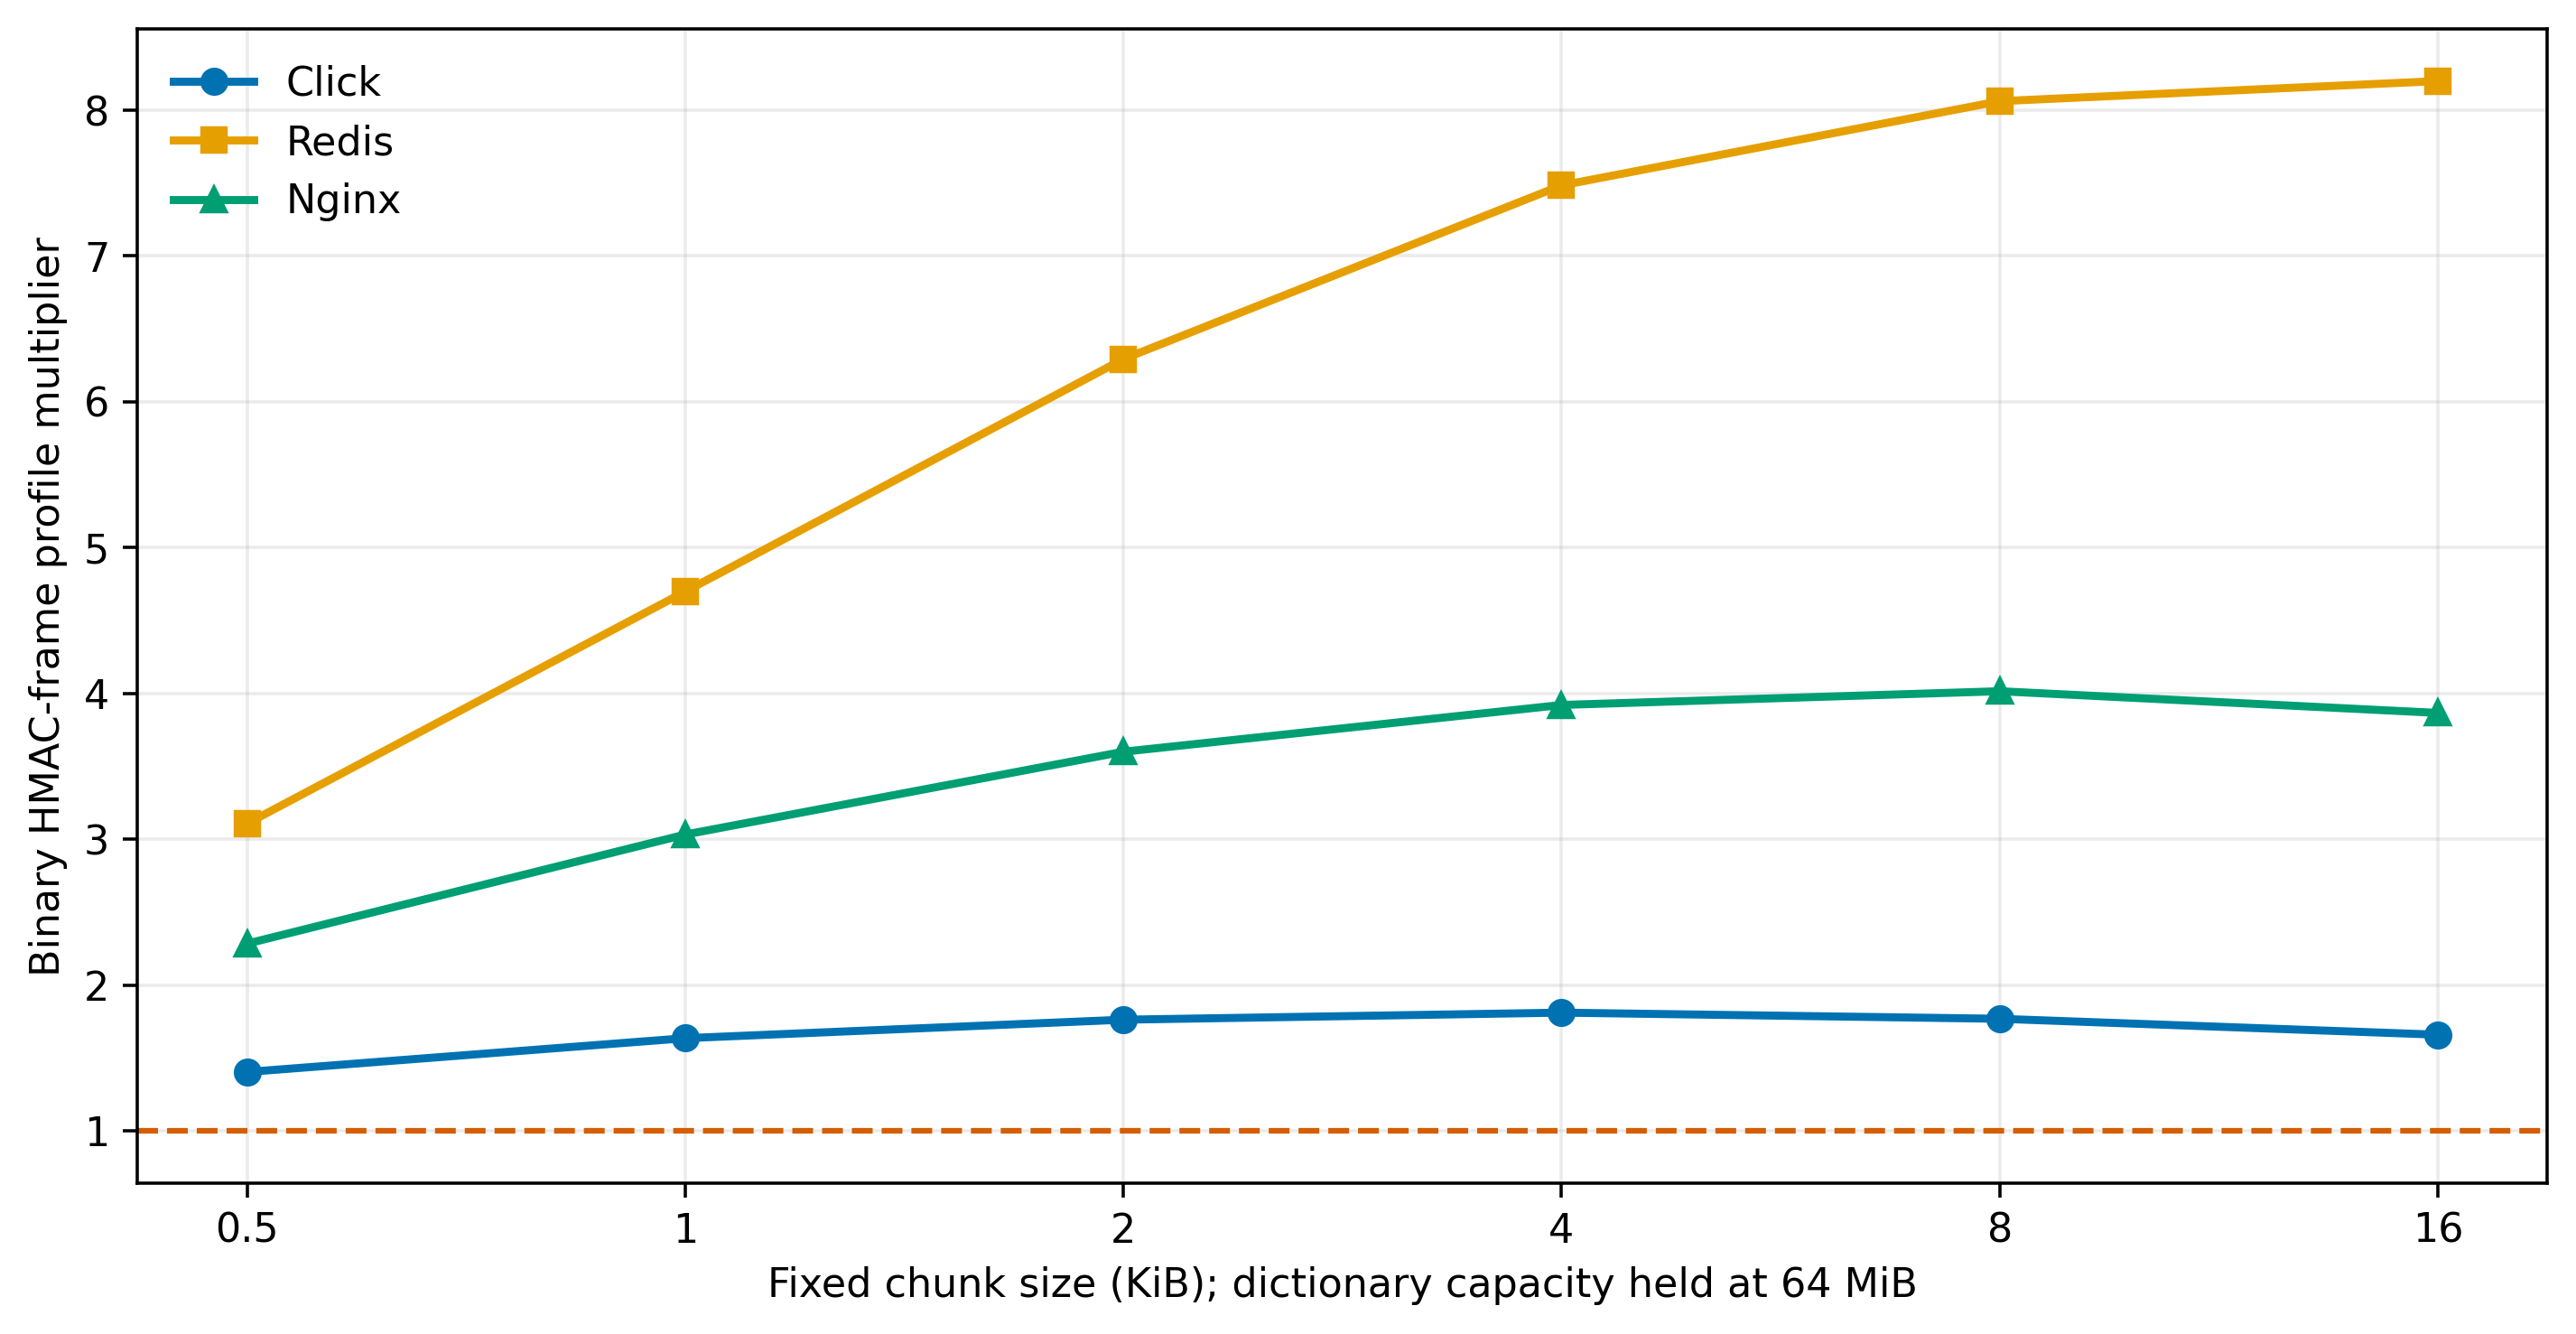 Click
Redis
Nginx
Binary HMAC-frame profile multiplier
8
7
6
5
4
3
2
1
0.5
1
2
4
8
16
Fixed chunk size (KiB); dictionary capacity held at 64 MiB